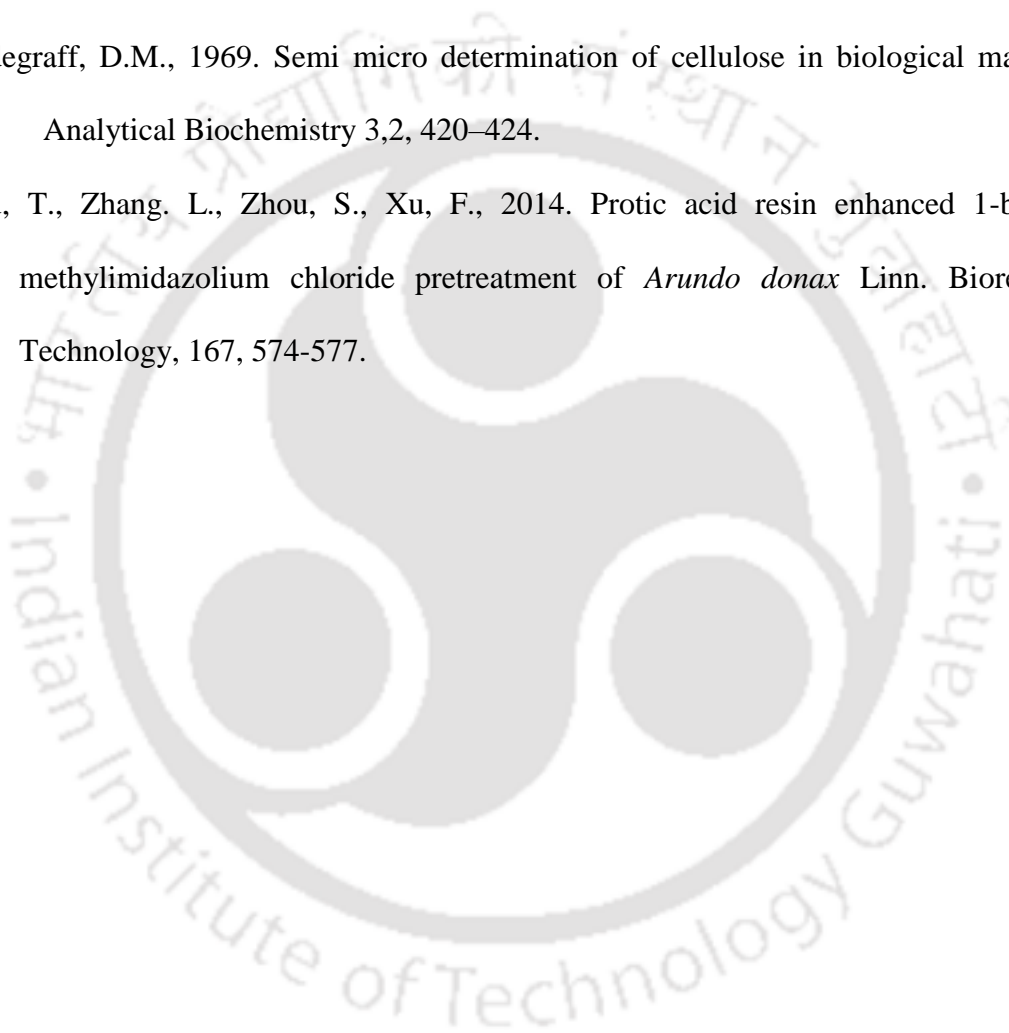 egraff, D.M., 1969. Semi micro determination of cellulose in biological ma
Analytical Biochemistry 3,2, 420–424.
, T., Zhang. L., Zhou, S., Xu, F., 2014. Protic acid resin enhanced 1-b
methylimidazolium chloride pretreatment of Arundo donax Linn. Biore
Technology, 167, 574-577.
भारतीय प्रौद्योगिकी संस्थान गुवाहाटी
Indian Institute of Technology Guwahati